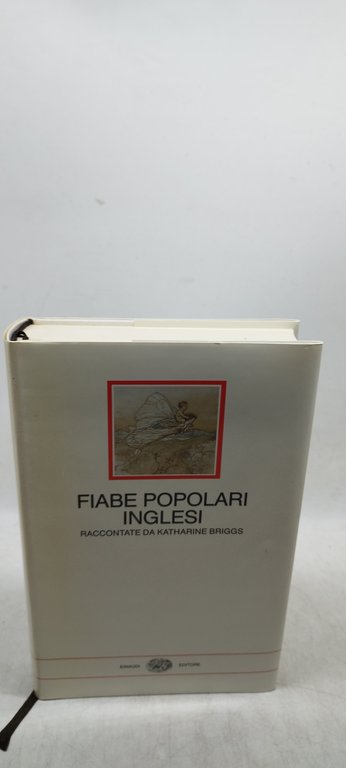 FIABE POPOLARI
INGLESI
RACCONTATE DA KATHARINE BRIGGS
EINAUDI EDITORE